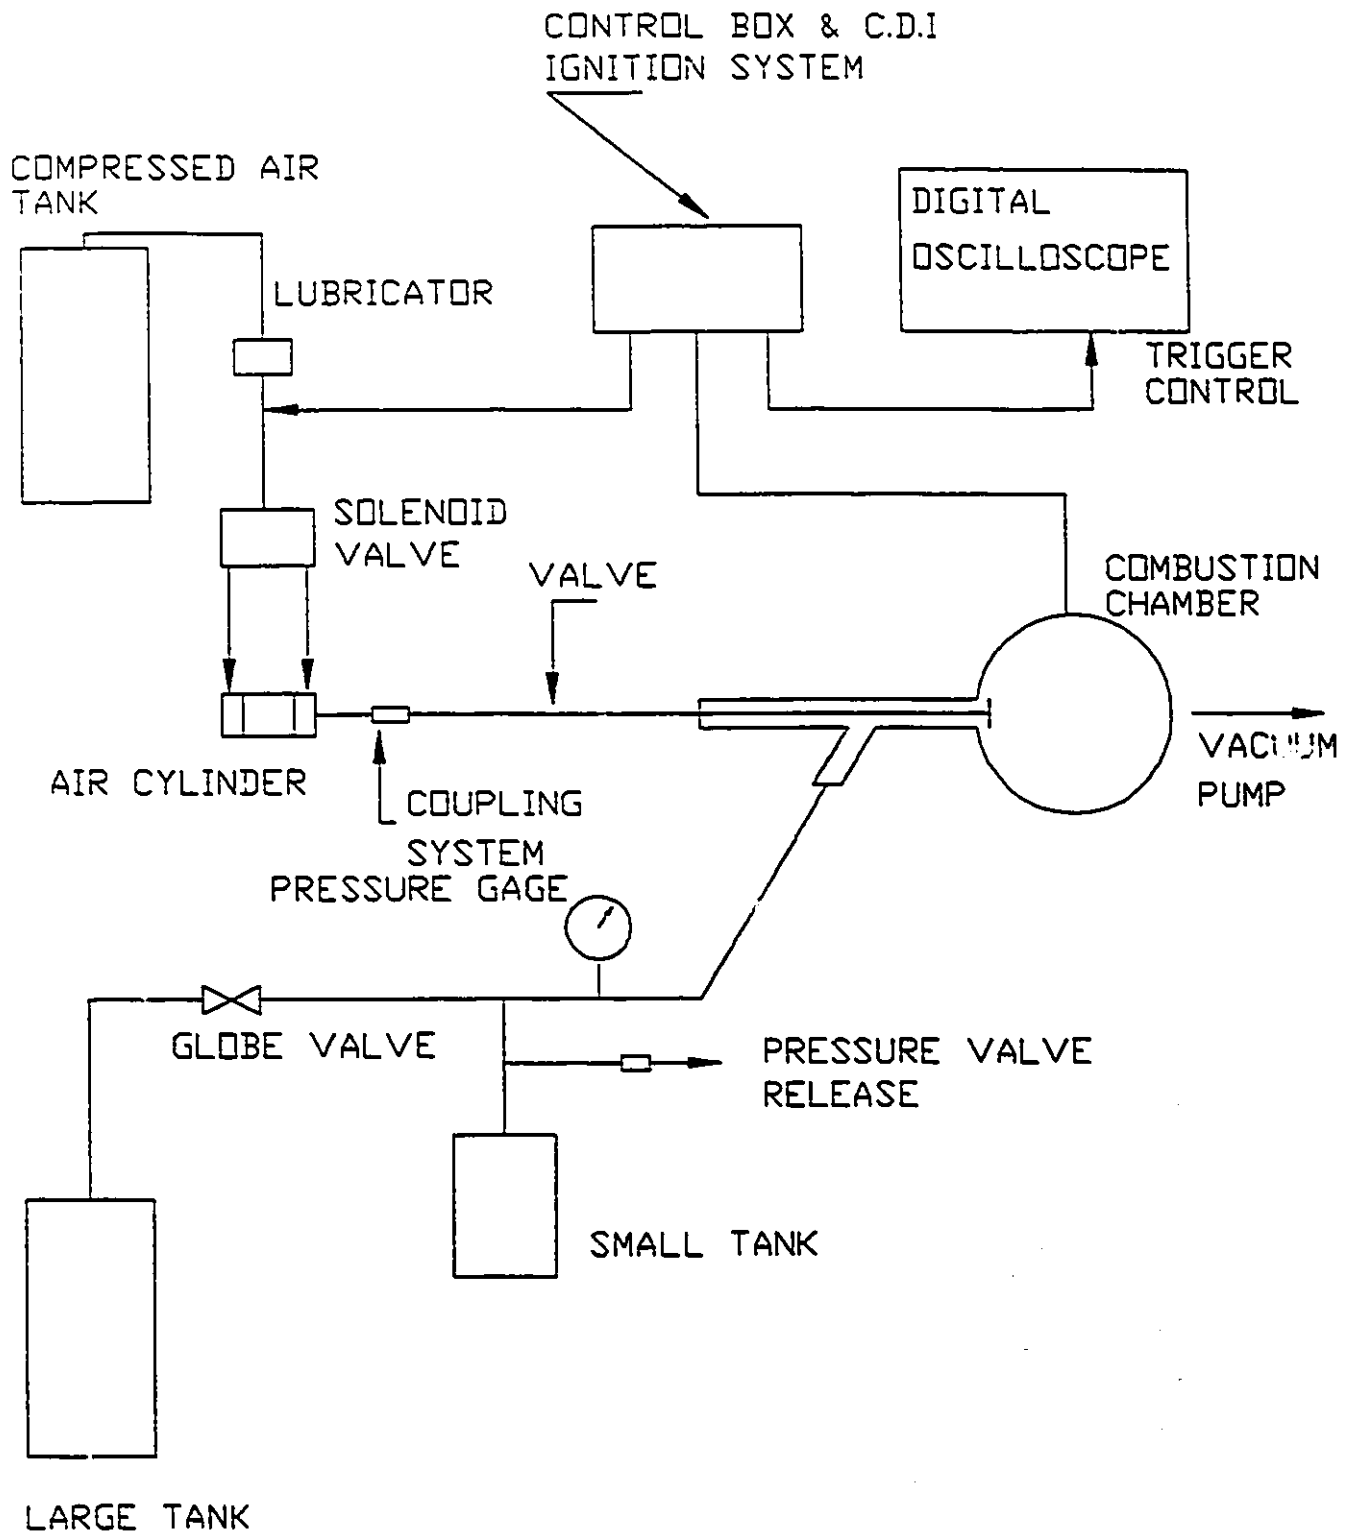 CONTROL BOX & C.D.I
IGNITION SYSTEM
COMPRESSED AIR
TANK
DIGITAL
OSCILLOSCOPE
LUBRICATOR
TRIGGER
CONTROL
SOLENOID
VALVE
VALVE
COMBUSTION
CHAMBER
VACUUM
PUMP
AIR CYLINDER
COUPLING
SYSTEM
PRESSURE GAGE
GLOBE VALVE
PRESSURE VALVE
RELEASE
SMALL TANK
LARGE TANK